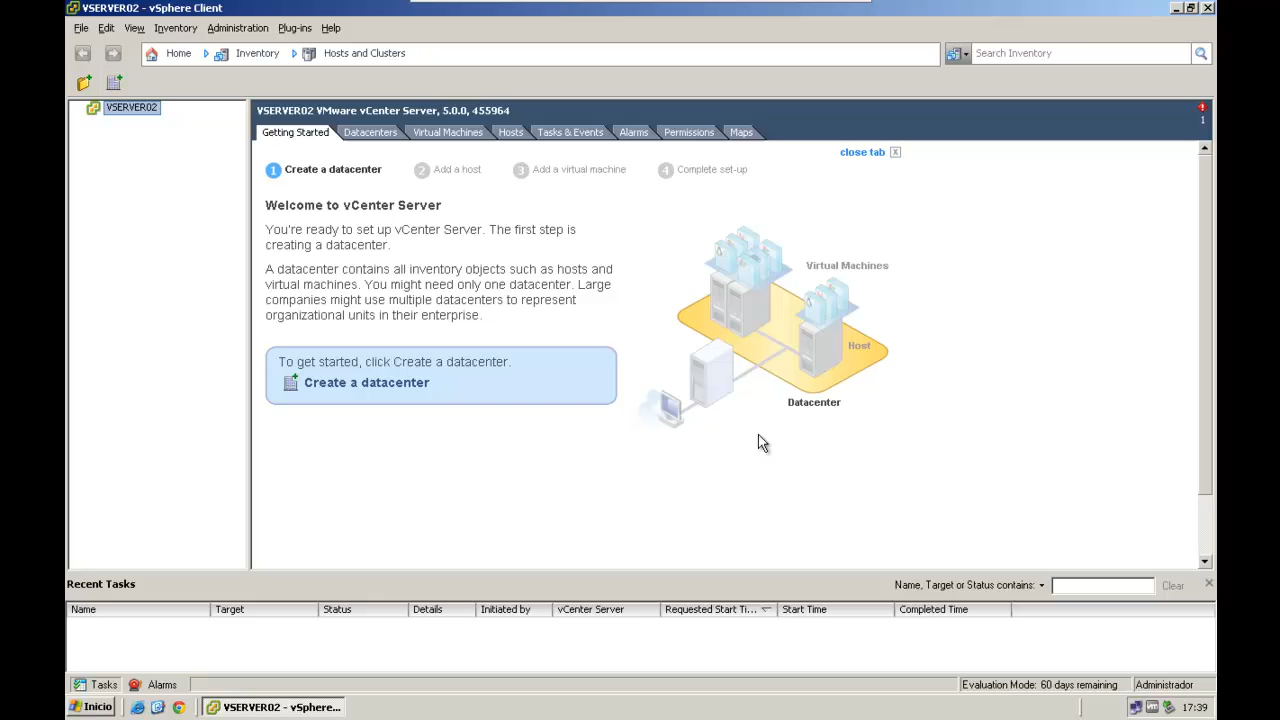 VSERVER02 - vSphere Client
File Edit View Inventory Administration Plug-ins Help
Home Inventory Hosts and Clusters Search Inventory
VSERVER02
VSERVER02 VMware vCenter Server, 5.0.0, 455964
1
Getting Started Datacenters Virtual Machines Hosts Tasks & Events Alarms Permissions Maps
close tab X
1 Create a datacenter 2 Add a host 3 Add a virtual machine 4 Complete set-up
Welcome to vCenter Server
You're ready to set up vCenter Server. The first step is
creating a datacenter.
A datacenter contains all inventory objects such as hosts and
virtual machines. You might need only one datacenter. Large
companies might use multiple datacenters to represent
organizational units in their enterprise.
To get started, click Create a datacenter.
Create a datacenter
Virtual Machines
Host
Datacenter
Recent Tasks Name, Target or Status contains: Clear
Name Target Status Details Initiated by vCenter Server Requested Start Ti... Start Time Completed Time
Tasks Alarms Evaluation Mode: 60 days remaining Administrador
Inicio VSERVER02 - vSphere... 17:39